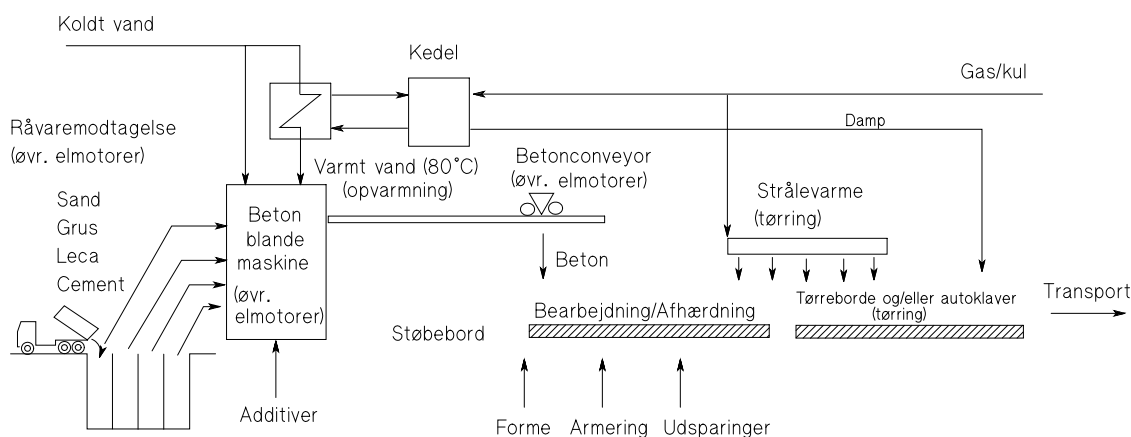 Koldt vand
Kedel
Gas/kul
Damp
Råvaremodtagelse
(øvr. elmotorer)
Varmt vand (80°C)
(opvarmning)
Betonconveyor
(øvr. elmotorer)
Strålevarme
(tørring)
Sand
Grus
Leca
Cement
Beton
blande
maskine
(øvr.
elmotorer)
Beton
Støbebord
Bearbejdning/Afhærdning
Tørreborde og/eller autoklaver
(tørring)
Transport
Additiver
Forme
Armering
Udsparinger